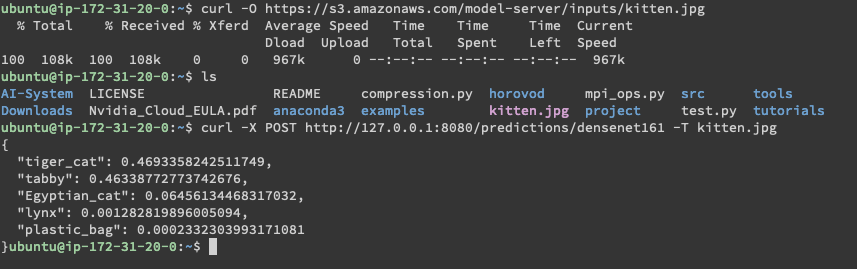 ubuntu@ip-172-31-20-0:~$ curl -O https://s3.amazonaws.com/model-server/inputs/kitten.jpg
  % Total    % Received % Xferd  Average Speed   Time    Time     Time  Current
                                 Dload  Upload   Total   Spent    Left  Speed
100  108k  100  108k    0     0   967k      0 --:--:-- --:--:-- --:--:--  967k
ubuntu@ip-172-31-20-0:~$ ls
AI-System  LICENSE                README      compression.py  horovod     mpi_ops.py  src      tools
Downloads  Nvidia_Cloud_EULA.pdf  anaconda3  examples        kitten.jpg  project     test.py  tutorials
ubuntu@ip-172-31-20-0:~$ curl -X POST http://127.0.0.1:8080/predictions/densenet161 -T kitten.jpg
{
  "tiger_cat": 0.4693358242511749,
  "tabby": 0.46338772773742676,
  "Egyptian_cat": 0.06456134468317032,
  "lynx": 0.001282819896005094,
  "plastic_bag": 0.0002332303993171081
}ubuntu@ip-172-31-20-0:~$